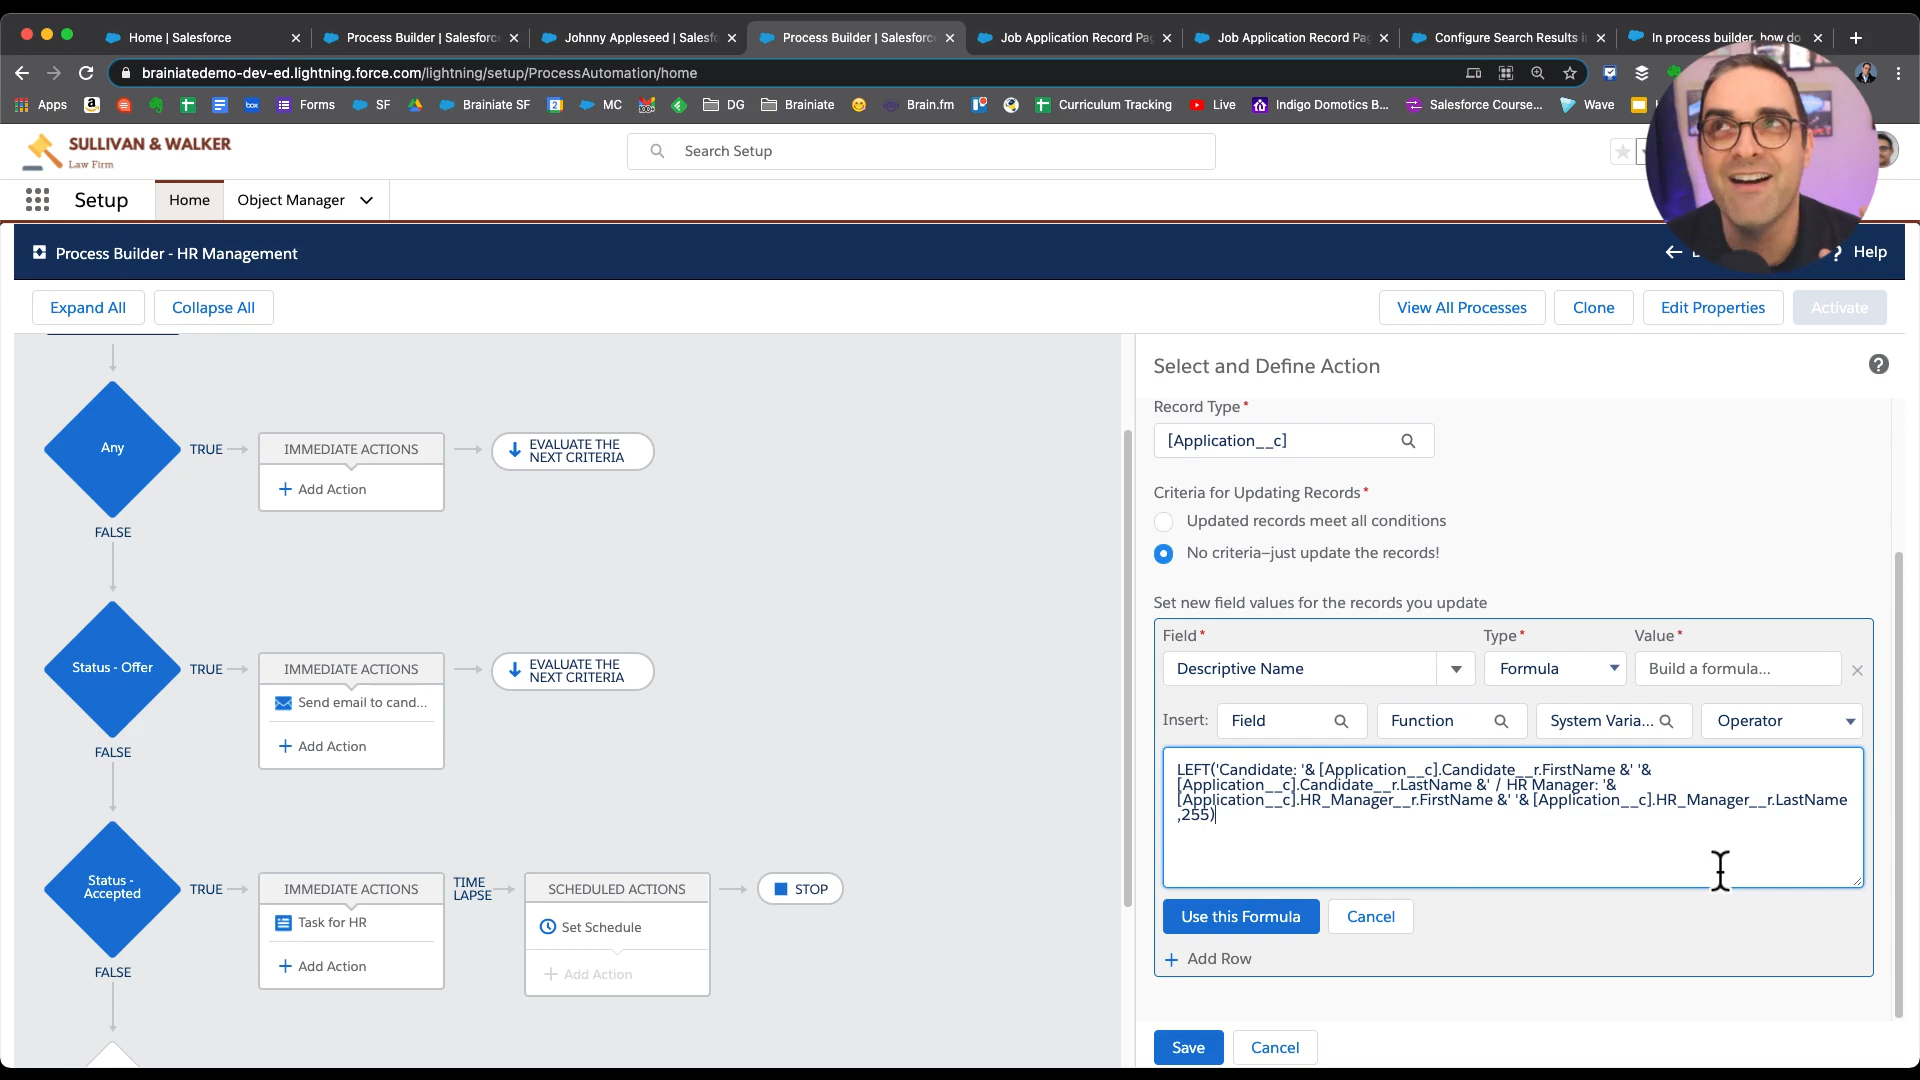 Home | Salesforce
Process Builder | Salesforc
Johnny Appleseed | Salesfo
Process Builder | Salesforc
Job Application Record Pag
Job Application Record Pag
Configure Search Results i
In process builder, how do
brainiatedemo-dev-ed.lightning.force.com/lightning/setup/ProcessAutomation/home
Apps
box
Forms
SF
Brainiate SF
2
MC
DG
Brainiate
Brain.fm
Curriculum Tracking
Live
Indigo Domotics B...
Salesforce Course...
Wave
SULLIVAN & WALKER
Law Firm
Search Setup
Setup
Home
Object Manager
Process Builder - HR Management
Help
Expand All
Collapse All
View All Processes
Clone
Edit Properties
Activate
Any
TRUE
IMMEDIATE ACTIONS
+ Add Action
EVALUATE THE
NEXT CRITERIA
FALSE
Status - Offer
TRUE
IMMEDIATE ACTIONS
Send email to cand...
+ Add Action
EVALUATE THE
NEXT CRITERIA
FALSE
Status -
Accepted
TRUE
IMMEDIATE ACTIONS
Task for HR
+ Add Action
TIME
LAPSE
SCHEDULED ACTIONS
Set Schedule
+ Add Action
STOP
FALSE
Select and Define Action
Record Type*
[Application__c]
Criteria for Updating Records*
Updated records meet all conditions
No criteria—just update the records!
Set new field values for the records you update
Field*
Type*
Value*
Descriptive Name
Formula
Build a formula...
Insert:
Field
Function
System Varia...
Operator
LEFT('Candidate: '& [Application__c].Candidate__r.FirstName &' '&
[Application__c].Candidate__r.LastName &' / HR Manager: '&
[Application__c].HR_Manager__r.FirstName &' '& [Application__c].HR_Manager__r.LastName
,255)
Use this Formula
Cancel
+ Add Row
Save
Cancel